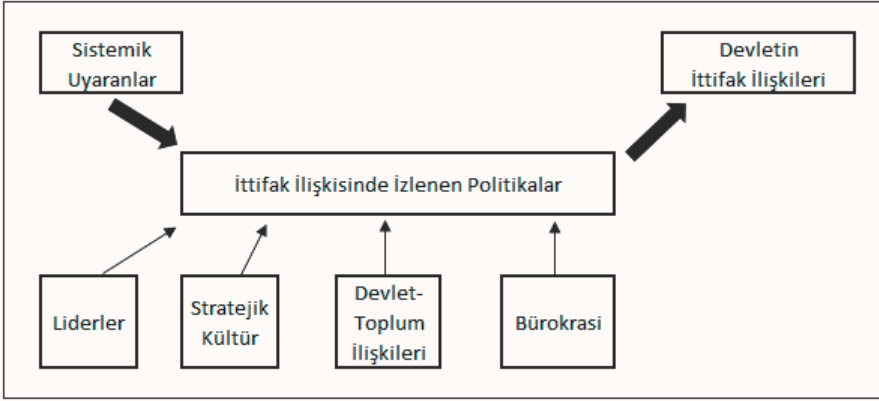 Sistemik
Uyaranlar
Devletin
İttifak İlişkileri
İttifak İlişkisinde İzlenen Politikalar
Liderler
Stratejik
Kültür
Devlet-
Toplum
İlişkileri
Bürokrasi